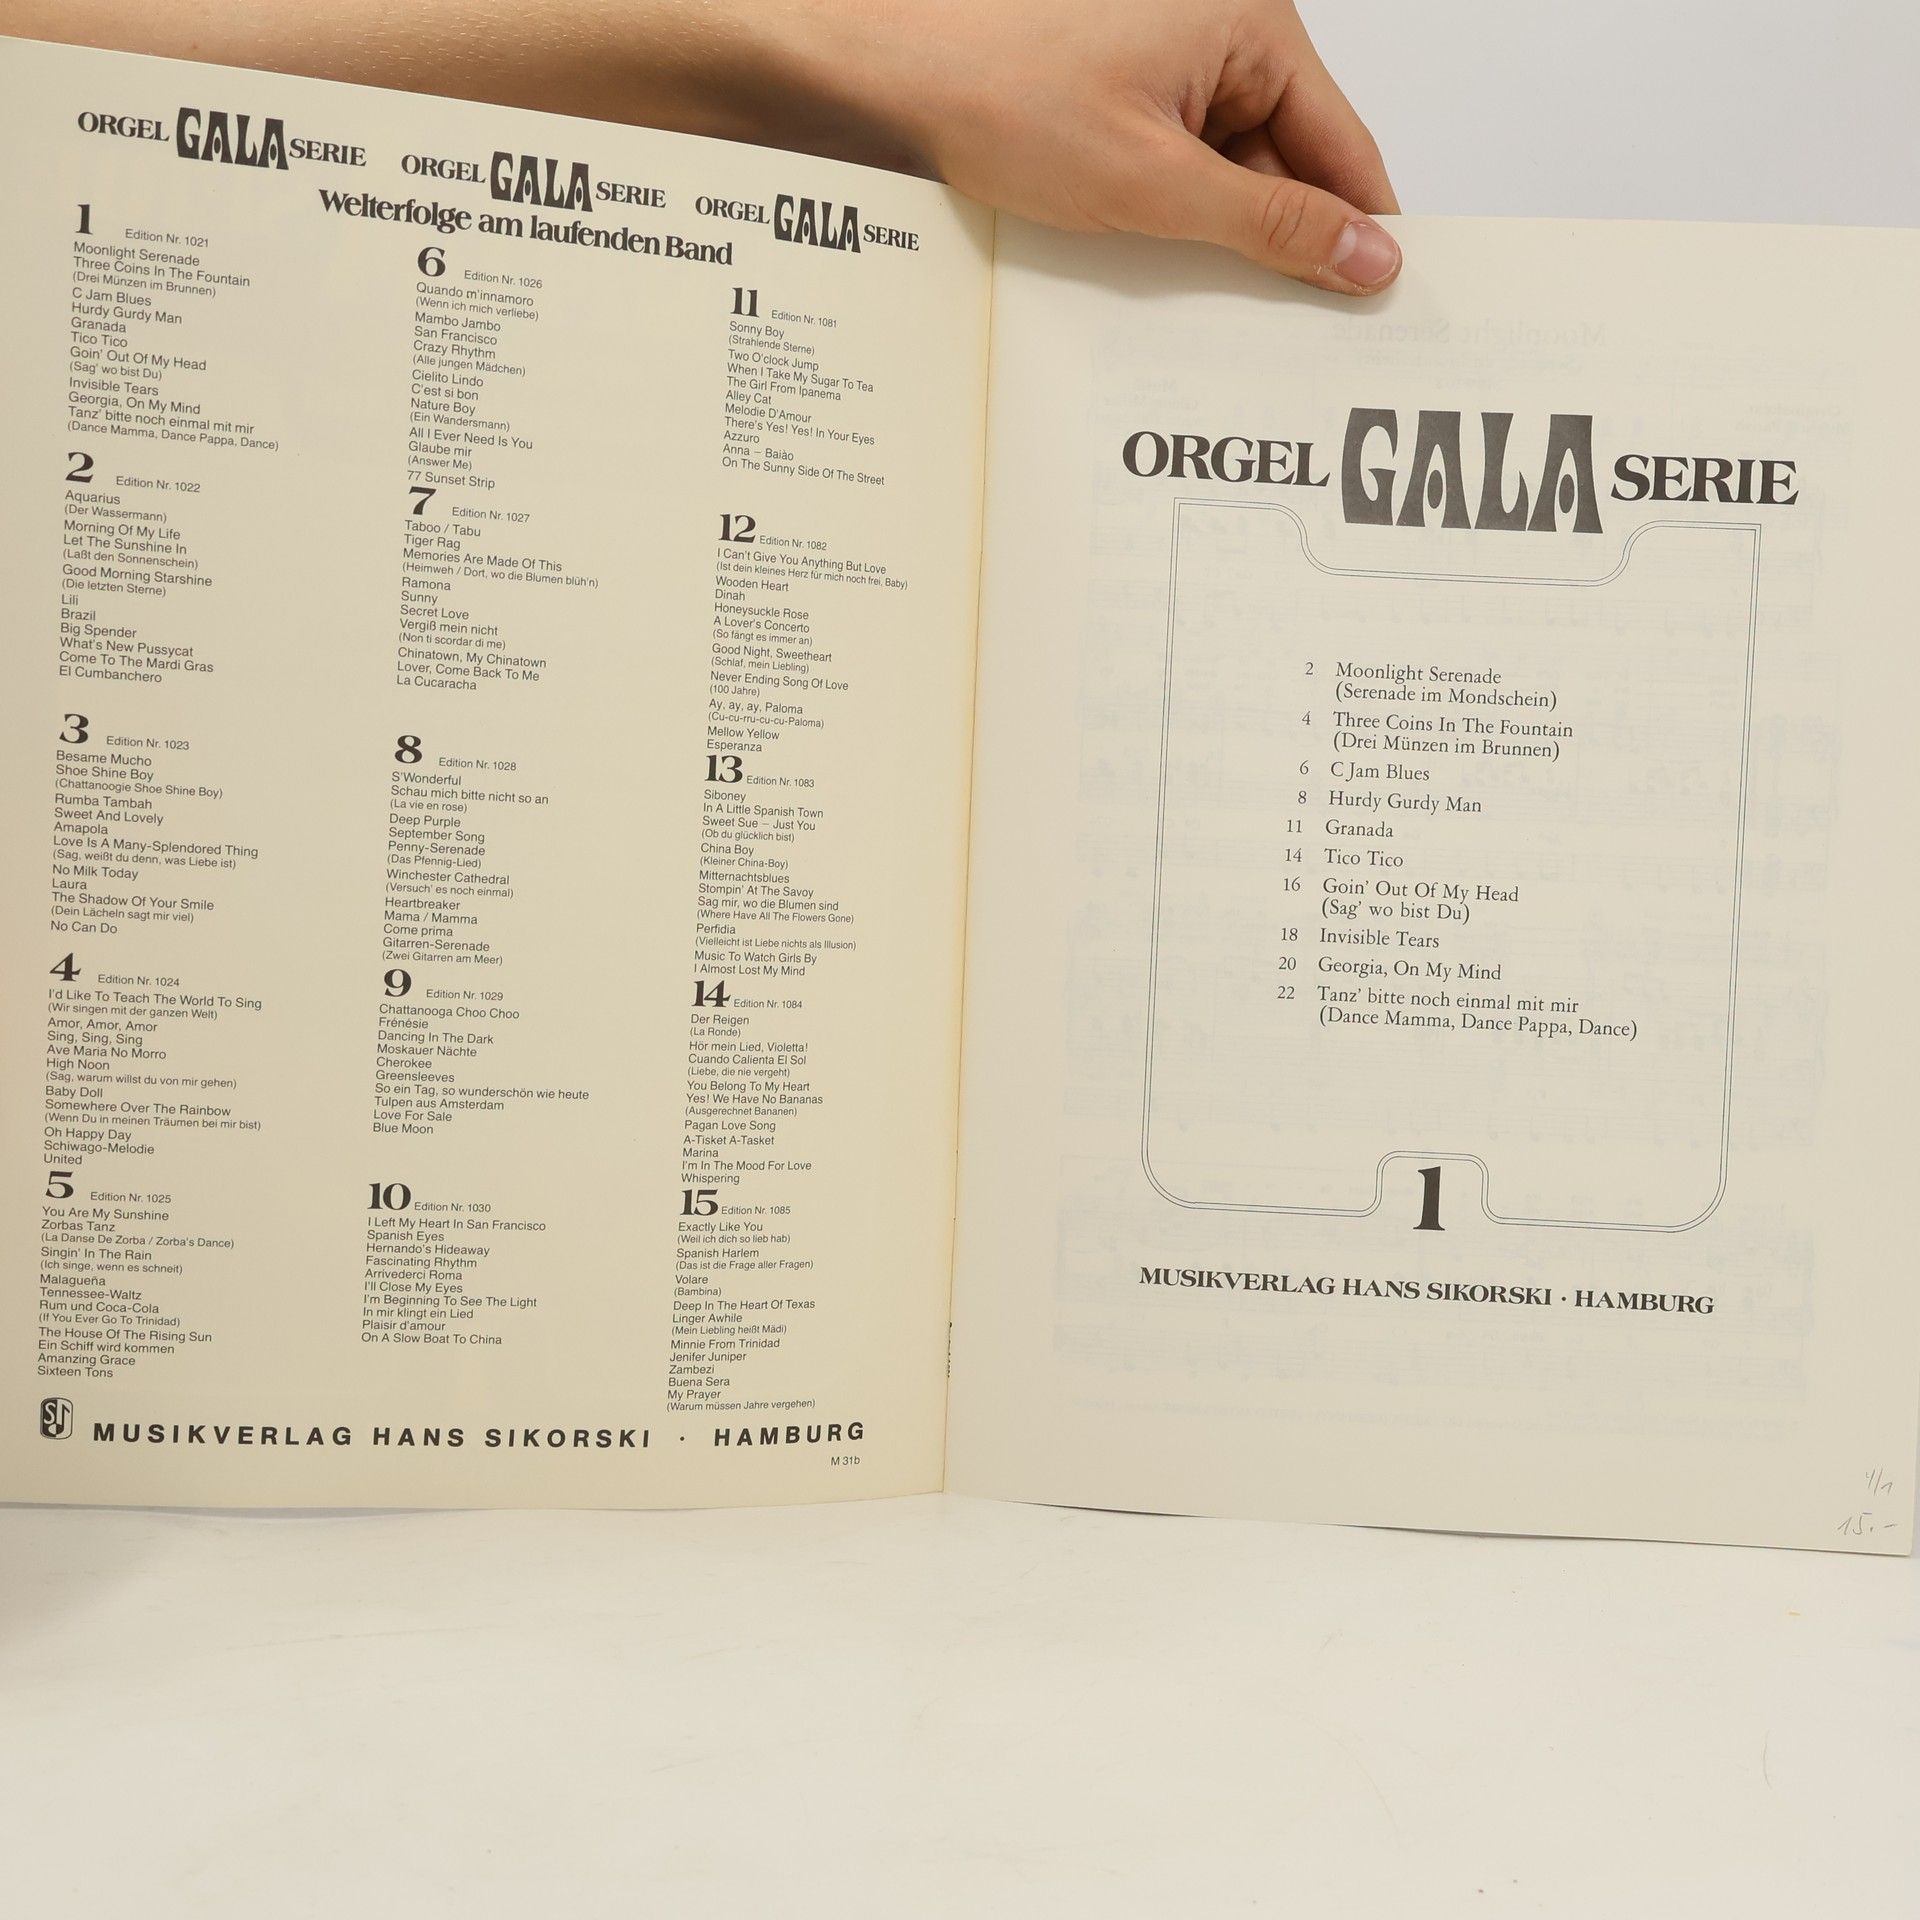 ORGEL GALA SERIE ORGEL GALA SERIE ORGEL GALA SERIE
Welterfolge am laufenden Band
1 Edition Nr. 1021
Moonlight Serenade
Three Coins In The Fountain
(Drei Münzen im Brunnen)
C Jam Blues
Hurdy Gurdy Man
Granada
Tico Tico
Goin' Out Of My Head
(Sag' wo bist Du)
Invisible Tears
Georgia, On My Mind
Tanz' bitte noch einmal mit mir
(Dance Mamma, Dance Pappa, Dance)
2 Edition Nr. 1022
Aquarius
(Der Wassermann)
Morning Of My Life
Let The Sunshine In
(Laßt den Sonnenschein)
Good Morning Starshine
(Die letzten Sterne)
Lili
Brazil
Big Spender
What's New Pussycat
Come To The Mardi Gras
El Cumbanchero
3 Edition Nr. 1023
Besame Mucho
Shoe Shine Boy
(Chattanoogie Shoe Shine Boy)
Rumba Tambah
Sweet And Lovely
Amapola
Love Is A Many-Splendored Thing
(Sag, weißt du denn, was Liebe ist)
No Milk Today
Laura
The Shadow Of Your Smile
(Dein Lächeln sagt mir viel)
No Can Do
4 Edition Nr. 1024
I'd Like To Teach The World To Sing
(Wir singen mit der ganzen Welt)
Amor, Amor, Amor
Sing, Sing, Sing
Ave Maria No Morro
High Noon
(Sag, warum willst du von mir gehen)
Baby Doll
Somewhere Over The Rainbow
(Wenn Du in meinen Träumen bei mir bist)
Oh Happy Day
Schiwago-Melodie
United
5 Edition Nr. 1025
You Are My Sunshine
Zorbas Tanz
(La Danse De Zorba / Zorba's Dance)
Singin' In The Rain
(Ich singe, wenn es schneit)
Malagueña
Tennessee-Waltz
Rum und Coca-Cola
(If You Ever Go To Trinidad)
The House Of The Rising Sun
Ein Schiff wird kommen
Amanzing Grace
Sixteen Tons
6 Edition Nr. 1026
Quando m'innamoro
(Wenn ich mich verliebe)
Mambo Jambo
San Francisco
Crazy Rhythm
(Alle jungen Mädchen)
Cielito Lindo
C'est si bon
Nature Boy
(Ein Wandersmann)
All I Ever Need Is You
Glaube mir
(Answer Me)
77 Sunset Strip
7 Edition Nr. 1027
Taboo / Tabu
Tiger Rag
Memories Are Made Of This
(Heimweh / Dort, wo die Blumen blüh'n)
Ramona
Sunny
Secret Love
Vergiß mein nicht
(Non ti scordar di me)
Chinatown, My Chinatown
Lover, Come Back To Me
La Cucaracha
8 Edition Nr. 1028
S'Wonderful
Schau mich bitte nicht so an
(La vie en rose)
Deep Purple
September Song
Penny-Serenade
(Das Pfennig-Lied)
Winchester Cathedral
(Versuch' es noch einmal)
Heartbreaker
Mama / Mamma
Come prima
Gitarren-Serenade
(Zwei Gitarren am Meer)
9 Edition Nr. 1029
Chattanooga Choo Choo
Frénésie
Dancing In The Dark
Moskauer Nächte
Cherokee
Greensleeves
So ein Tag, so wunderschön wie heute
Tulpen aus Amsterdam
Love For Sale
Blue Moon
10 Edition Nr. 1030
I Left My Heart In San Francisco
Spanish Eyes
Hernando's Hideaway
Fascinating Rhythm
Arrivederci Roma
I'll Close My Eyes
I'm Beginning To See The Light
In mir klingt ein Lied
Plaisir d'amour
On A Slow Boat To China
11 Edition Nr. 1081
Sonny Boy
(Strahlende Sterne)
Two O'clock Jump
When I Take My Sugar To Tea
The Girl From Ipanema
Alley Cat
Melodie D'Amour
There's Yes! Yes! In Your Eyes
Azzuro
Anna – Baião
On The Sunny Side Of The Street
12 Edition Nr. 1082
I Can't Give You Anything But Love
(Ist dein kleines Herz für mich noch frei, Baby)
Wooden Heart
Dinah
Honeysuckle Rose
A Lover's Concerto
(So fängt es immer an)
Good Night, Sweetheart
(Schlaf, mein Liebling)
Never Ending Song Of Love
(100 Jahre)
Ay, ay, ay, Paloma
(Cu-cu-rru-cu-cu-Paloma)
Mellow Yellow
Esperanza
13 Edition Nr. 1083
Siboney
In A Little Spanish Town
Sweet Sue – Just You
(Ob du glücklich bist)
China Boy
(Kleiner China-Boy)
Mitternachtsblues
Stompin' At The Savoy
Sag mir, wo die Blumen sind
(Where Have All The Flowers Gone)
Perfidia
(Vielleicht ist Liebe nichts als Illusion)
Music To Watch Girls By
I Almost Lost My Mind
14 Edition Nr. 1084
Der Reigen
(La Ronde)
Hör mein Lied, Violetta!
Cuando Calienta El Sol
(Liebe, die nie vergeht)
You Belong To My Heart
Yes! We Have No Bananas
(Ausgerechnet Bananen)
Pagan Love Song
A-Tisket A-Tasket
Marina
I'm In The Mood For Love
Whispering
15 Edition Nr. 1085
Exactly Like You
(Weil ich dich so lieb hab)
Spanish Harlem
(Das ist die Frage aller Fragen)
Volare
(Bambina)
Deep In The Heart Of Texas
Linger Awhile
(Mein Liebling heißt Mädi)
Minnie From Trinidad
Jenifer Juniper
Zambezi
Buena Sera
My Prayer
(Warum müssen Jahre vergehen)
MUSIKVERLAG HANS SIKORSKI · HAMBURG
M 31b
ORGEL GALA SERIE
2 Moonlight Serenade
(Serenade im Mondschein)
4 Three Coins In The Fountain
(Drei Münzen im Brunnen)
6 C Jam Blues
8 Hurdy Gurdy Man
11 Granada
14 Tico Tico
16 Goin' Out Of My Head
(Sag' wo bist Du)
18 Invisible Tears
20 Georgia, On My Mind
22 Tanz' bitte noch einmal mit mir
(Dance Mamma, Dance Pappa, Dance)
1
MUSIKVERLAG HANS SIKORSKI · HAMBURG
4/1
15.-